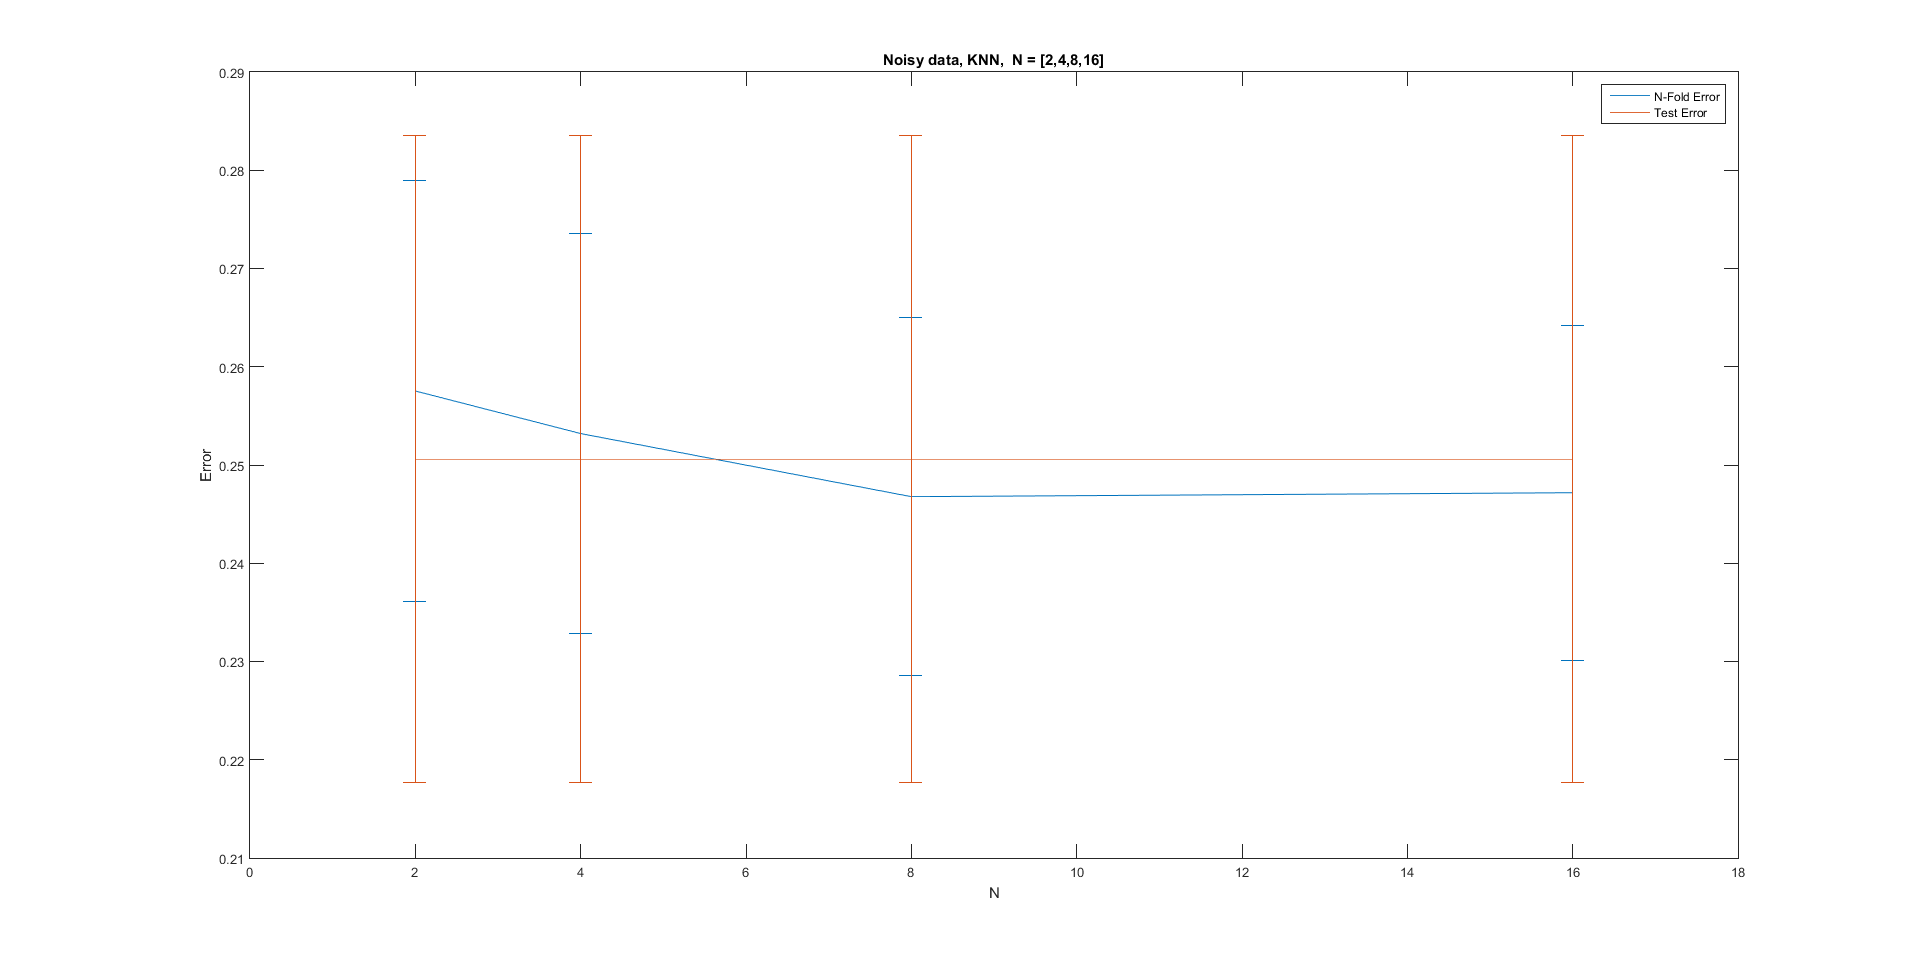 Noisy data, KNN,  N = [2,4,8,16]
N-Fold Error
Test Error
0.29
0.28
0.27
0.26
0.25
0.24
0.23
0.22
0.21
Error
0 2 4 6 8 10 12 14 16 18
N